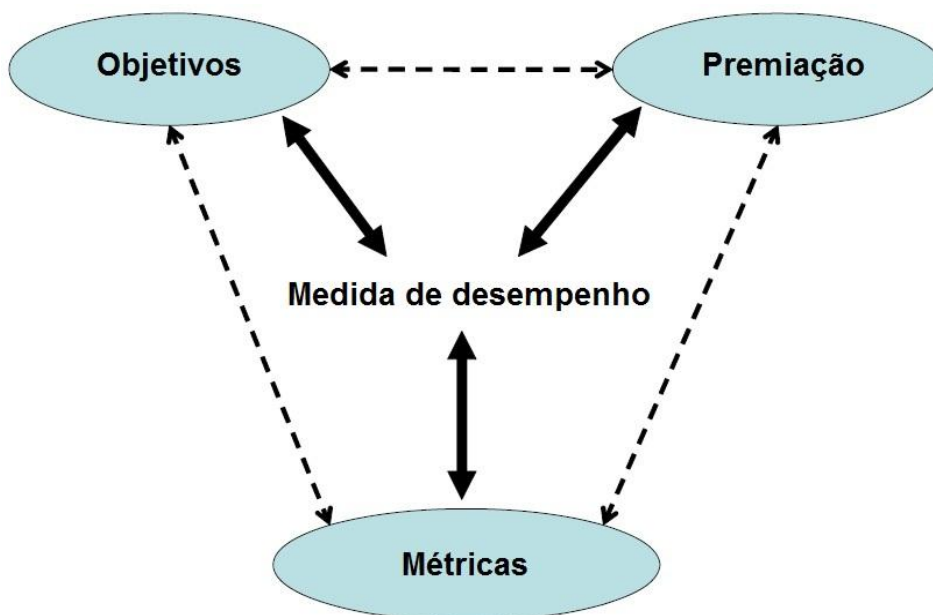 Objetivos
Premiação
Medida de desempenho
Métricas